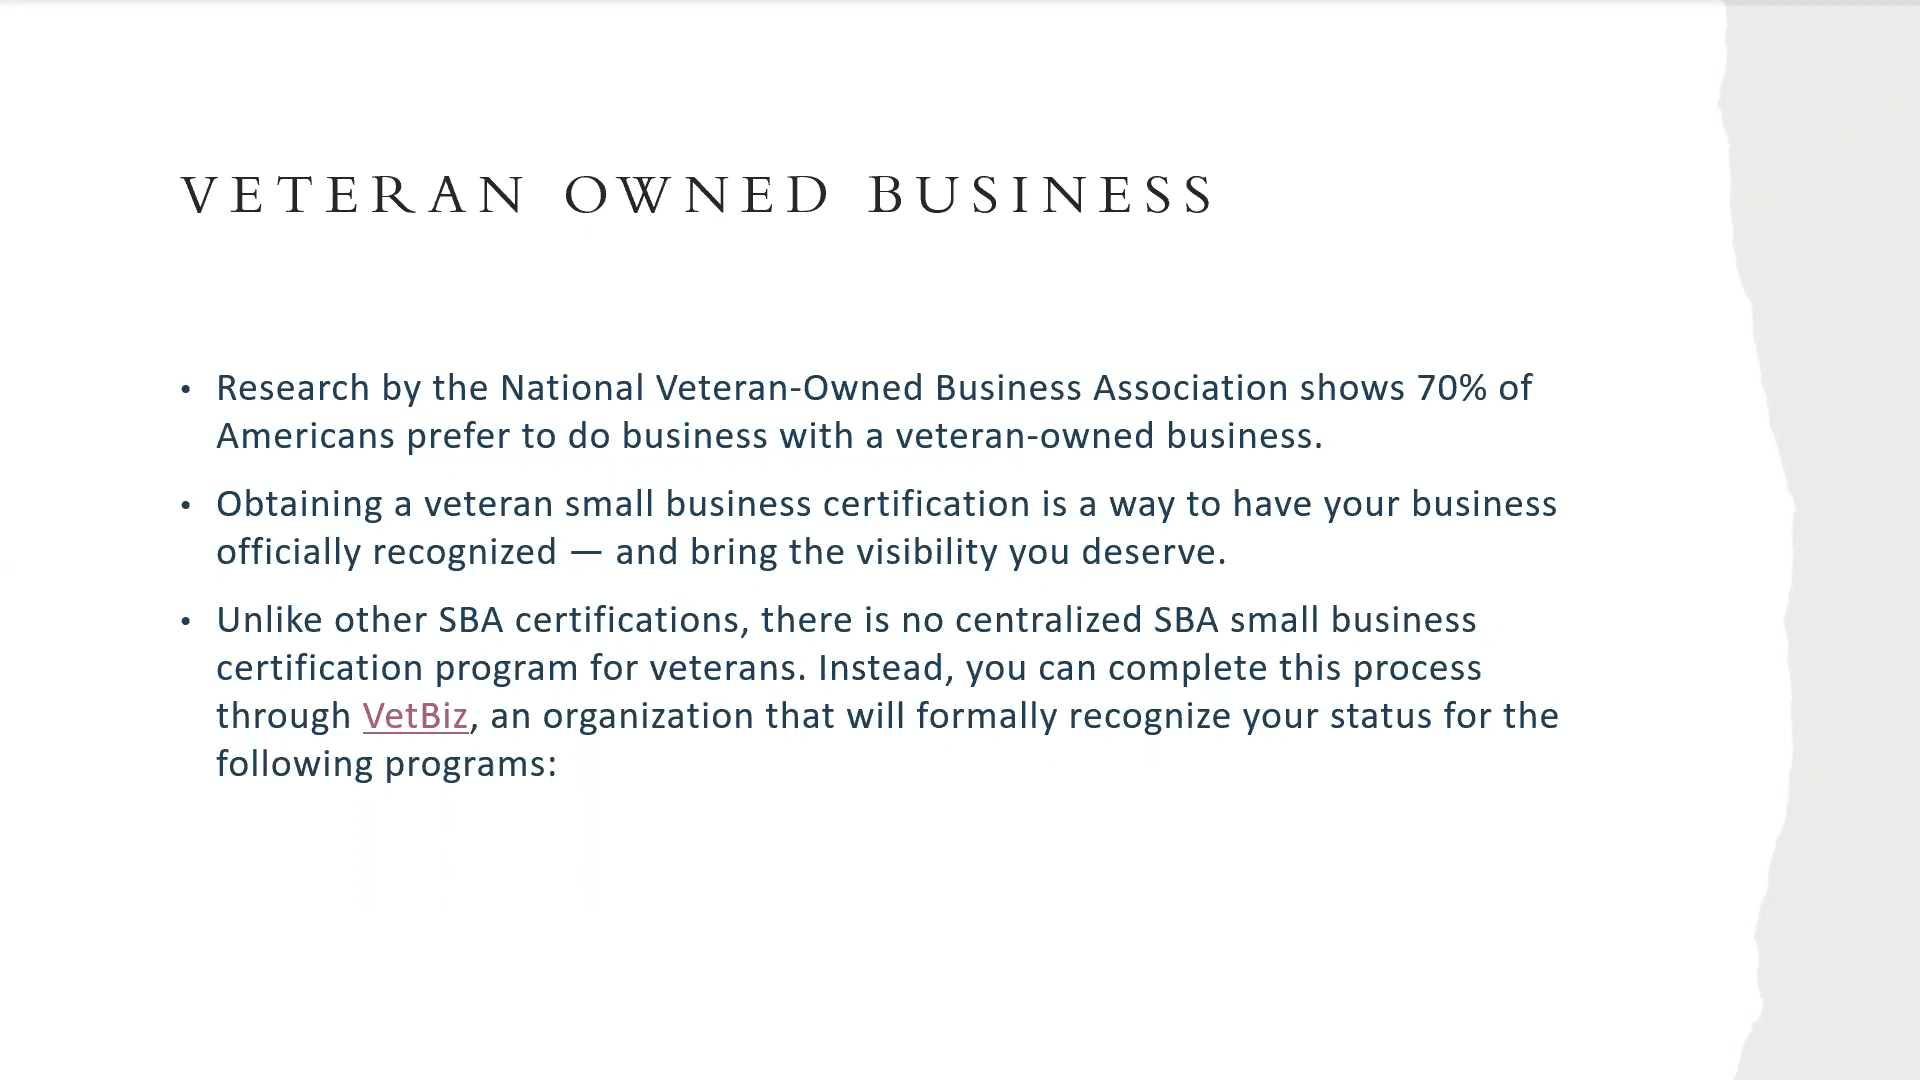 VETERAN OWNED BUSINESS
• Research by the National Veteran-Owned Business Association shows 70% of
Americans prefer to do business with a veteran-owned business.
• Obtaining a veteran small business certification is a way to have your business
officially recognized — and bring the visibility you deserve.
• Unlike other SBA certifications, there is no centralized SBA small business
certification program for veterans. Instead, you can complete this process
through VetBiz, an organization that will formally recognize your status for the
following programs: